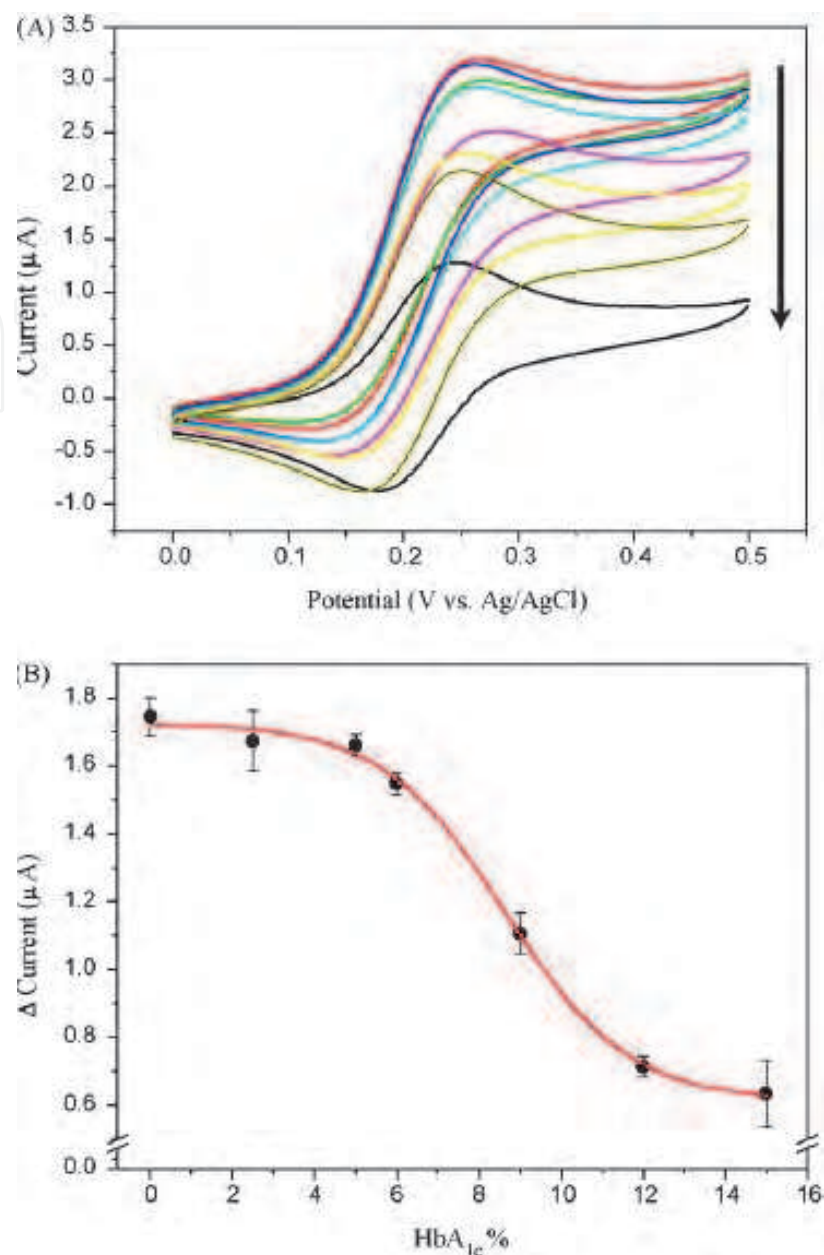 (A)
3.5
3.0
2.5
2.0
1.5
1.0
0.5
0.0
-0.5
-1.0
Current (μA)
0.0 0.1 0.2 0.3 0.4 0.5
Potential (V vs. Ag/AgCl)
(B)
1.8
1.6
1.4
1.2
1.0
0.8
0.6
0.0
Δ Current (μA)
0 2 4 6 8 10 12 14 16
HbA1c%